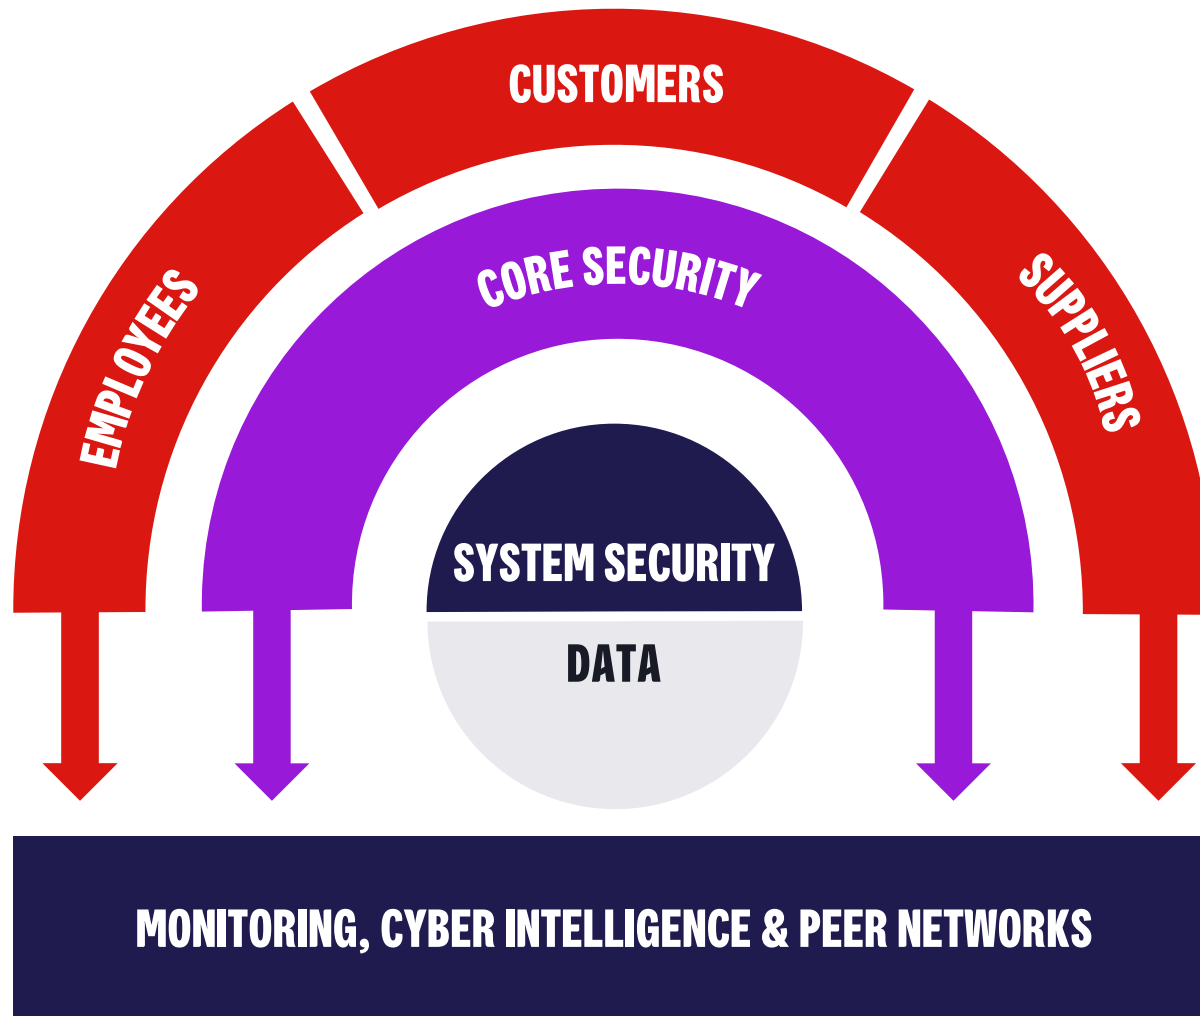 CUSTOMERS
EMPLOYEES
CORE SECURITY
SUPPLIERS
SYSTEM SECURITY
DATA
MONITORING, CYBER INTELLIGENCE & PEER NETWORKS